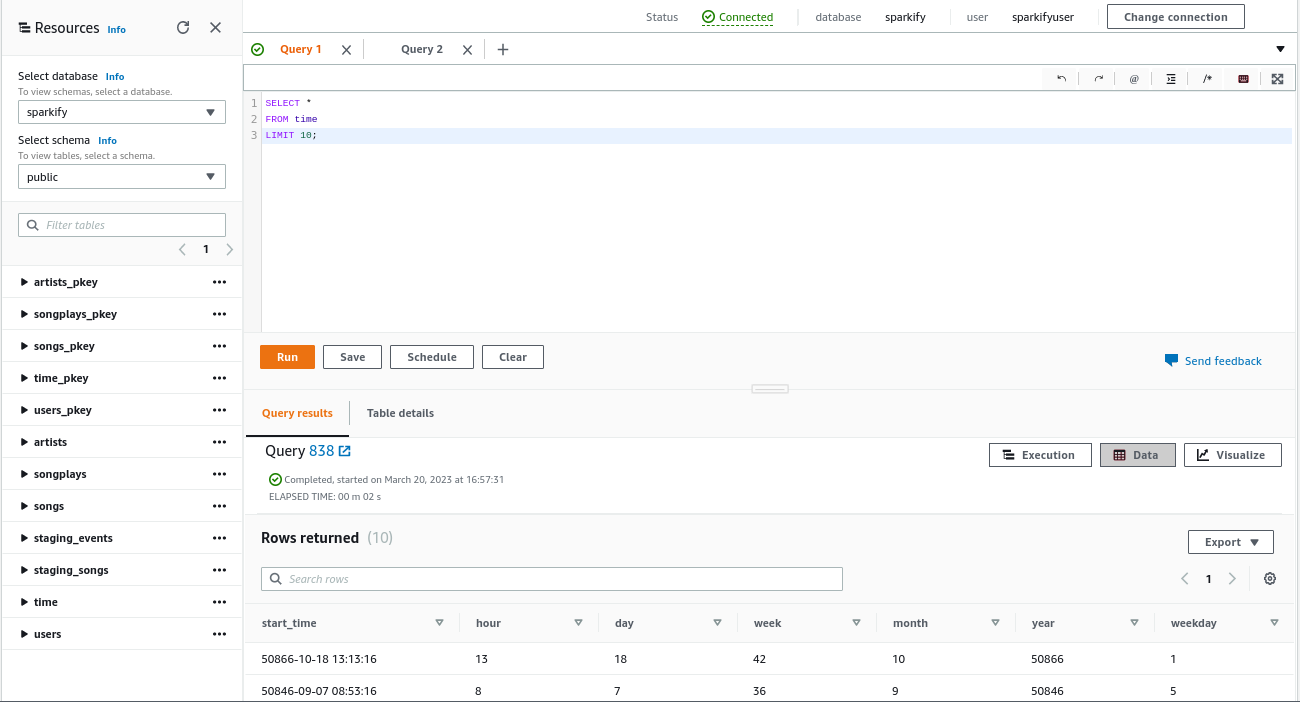 Resources Info
Status Connected database sparkify user sparkifyuser Change connection
Query 1 Query 2
Select database Info
To view schemas, select a database.
sparkify
Select schema Info
To view tables, select a schema.
public
Filter tables
1
artists_pkey
songplays_pkey
songs_pkey
time_pkey
users_pkey
artists
songplays
songs
staging_events
staging_songs
time
users
@ /*
1 SELECT *
2 FROM time
3 LIMIT 10;
Run Save Schedule Clear
Send feedback
Query results Table details
Query 838
Execution Data Visualize
Completed, started on March 20, 2023 at 16:57:31
ELAPSED TIME: 00 m 02 s
Rows returned (10)
Export
Search rows
1
start_time hour day week month year weekday
50866-10-18 13:13:16 13 18 42 10 50866 1
50846-09-07 08:53:16 8 7 36 9 50846 5